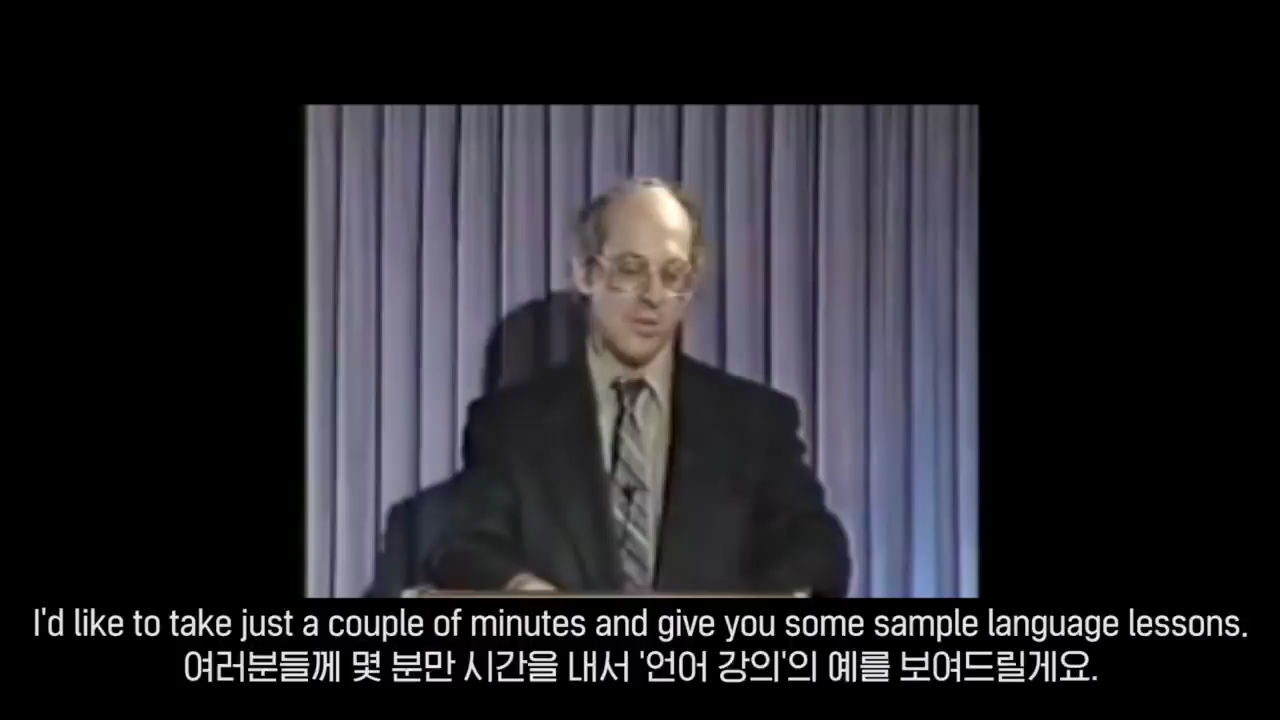 I'd like to take just a couple of minutes and give you some sample language lessons.
여러분들께 몇 분만 시간을 내서 '언어 강의'의 예를 보여드릴게요.